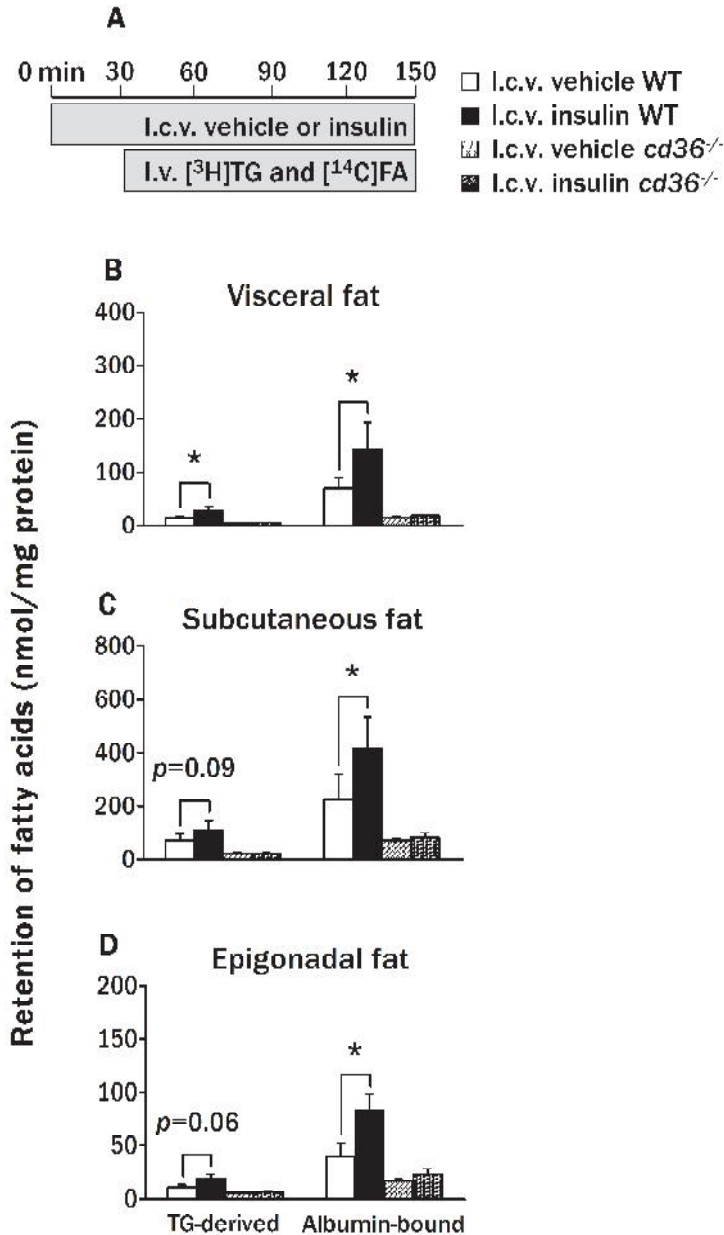 A
0 min 30 60 90 120 150
I.c.v. vehicle or insulin
I.v. [³H]TG and [¹⁴C]FA
I.c.v. vehicle WT
I.c.v. insulin WT
I.c.v. vehicle cd36⁻/⁻
I.c.v. insulin cd36⁻/⁻
Retention of fatty acids (nmol/mg protein)
B
Visceral fat
400
300
200
100
0
*
*
C
Subcutaneous fat
800
600
400
200
0
p=0.09
*
D
Epigonadal fat
200
150
100
50
0
p=0.06
*
TG-derived Albumin-bound